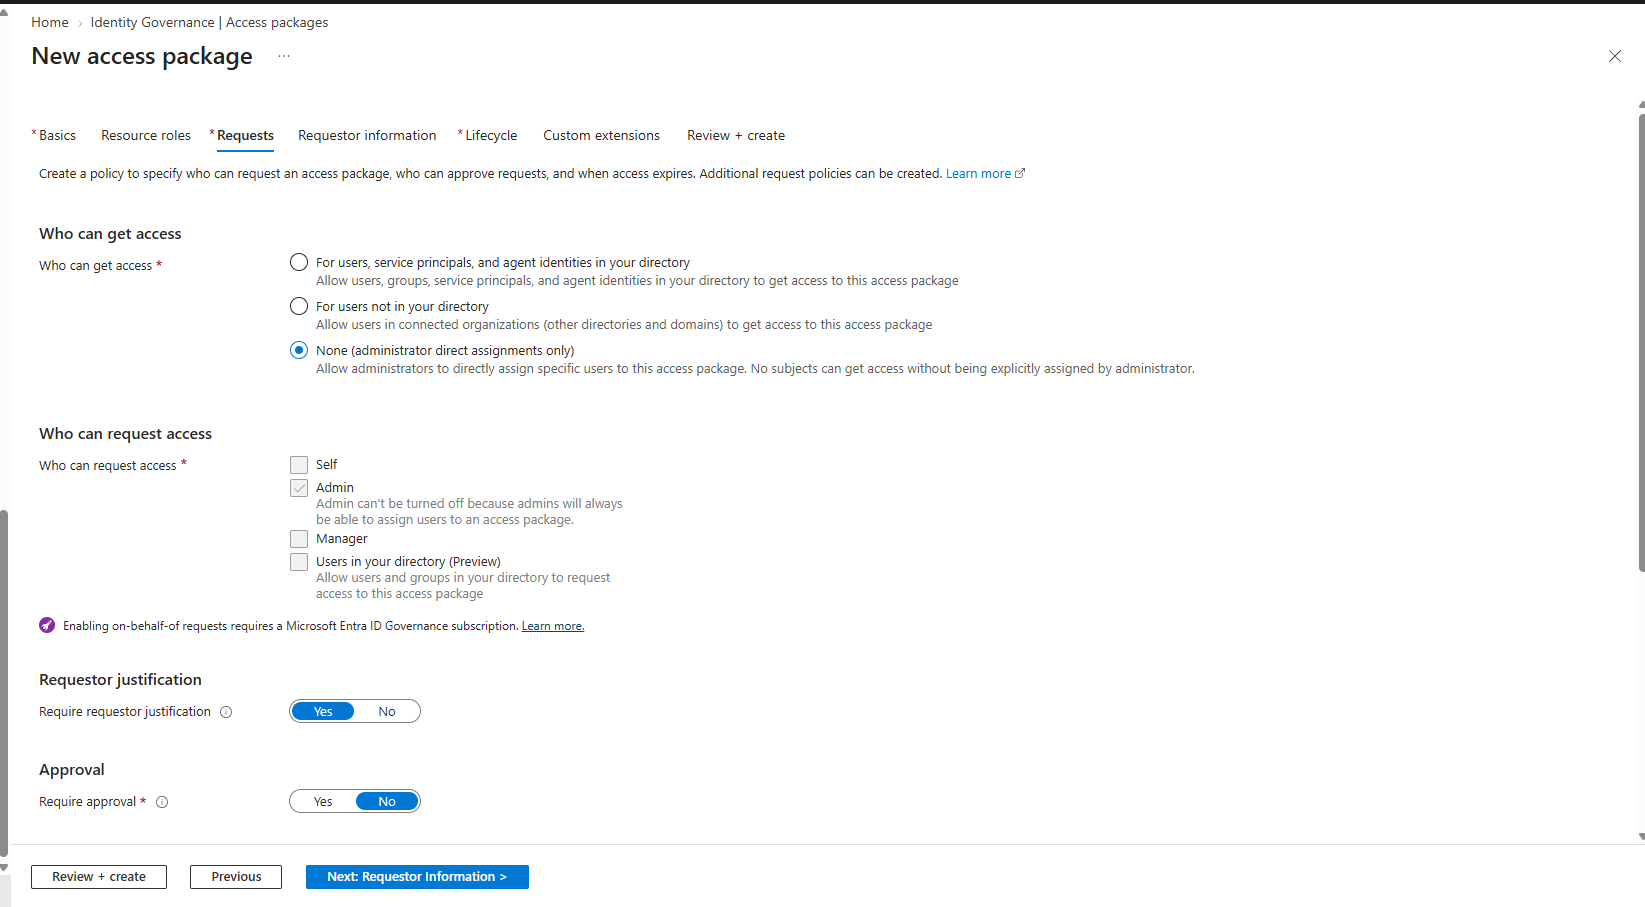 Home > Identity Governance | Access packages
New access package ...
* Basics Resource roles * Requests Requestor information * Lifecycle Custom extensions Review + create
Create a policy to specify who can request an access package, who can approve requests, and when access expires. Additional request policies can be created. Learn more
Who can get access
Who can get access *
For users, service principals, and agent identities in your directory
Allow users, groups, service principals, and agent identities in your directory to get access to this access package
For users not in your directory
Allow users in connected organizations (other directories and domains) to get access to this access package
None (administrator direct assignments only)
Allow administrators to directly assign specific users to this access package. No subjects can get access without being explicitly assigned by administrator.
Who can request access
Who can request access *
Self
Admin
Admin can't be turned off because admins will always
be able to assign users to an access package.
Manager
Users in your directory (Preview)
Allow users and groups in your directory to request
access to this access package
Enabling on-behalf-of requests requires a Microsoft Entra ID Governance subscription. Learn more.
Requestor justification
Require requestor justification Yes No
Approval
Require approval * Yes No
Review + create Previous Next: Requestor Information >